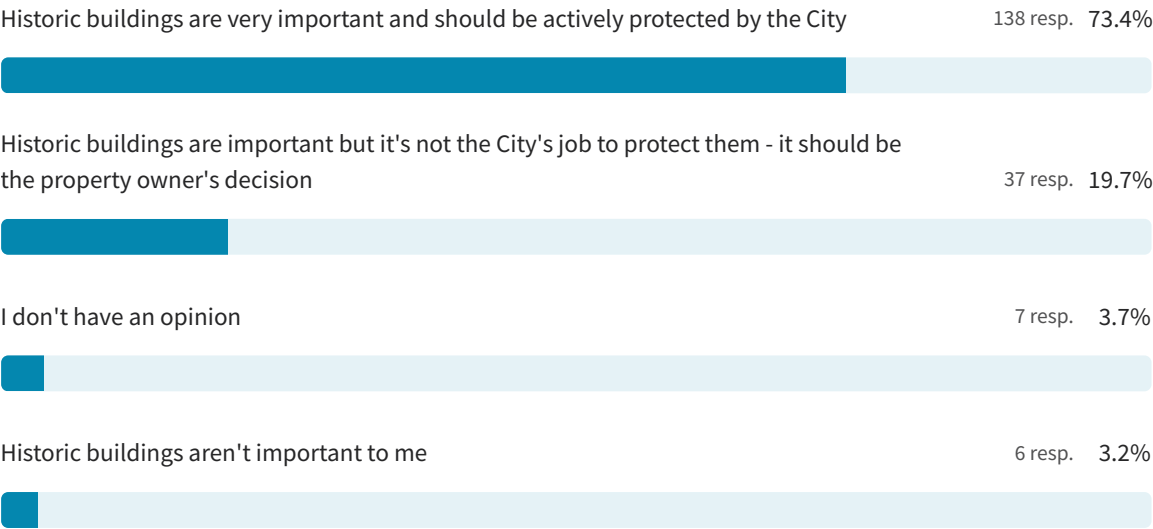 Historic buildings are very important and should be actively protected by the City 138 resp. 73.4%
Historic buildings are important but it's not the City's job to protect them - it should be
the property owner's decision 37 resp. 19.7%
I don't have an opinion 7 resp. 3.7%
Historic buildings aren't important to me 6 resp. 3.2%